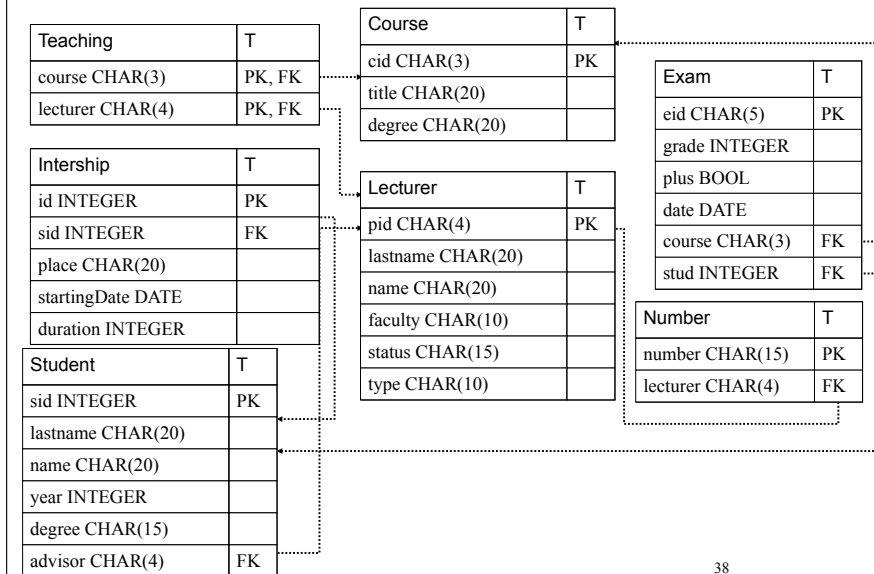 Teaching T
course CHAR(3) PK, FK
lecturer CHAR(4) PK, FK
Intership T
id INTEGER PK
sid INTEGER FK
place CHAR(20)
startingDate DATE
duration INTEGER
Student T
sid INTEGER PK
lastname CHAR(20)
name CHAR(20)
year INTEGER
degree CHAR(15)
advisor CHAR(4) FK
Course T
cid CHAR(3) PK
title CHAR(20)
degree CHAR(20)
Lecturer T
pid CHAR(4) PK
lastname CHAR(20)
name CHAR(20)
faculty CHAR(10)
status CHAR(15)
type CHAR(10)
Exam T
eid CHAR(5) PK
grade INTEGER
plus BOOL
date DATE
course CHAR(3) FK
stud INTEGER FK
Number T
number CHAR(15) PK
lecturer CHAR(4) FK
38